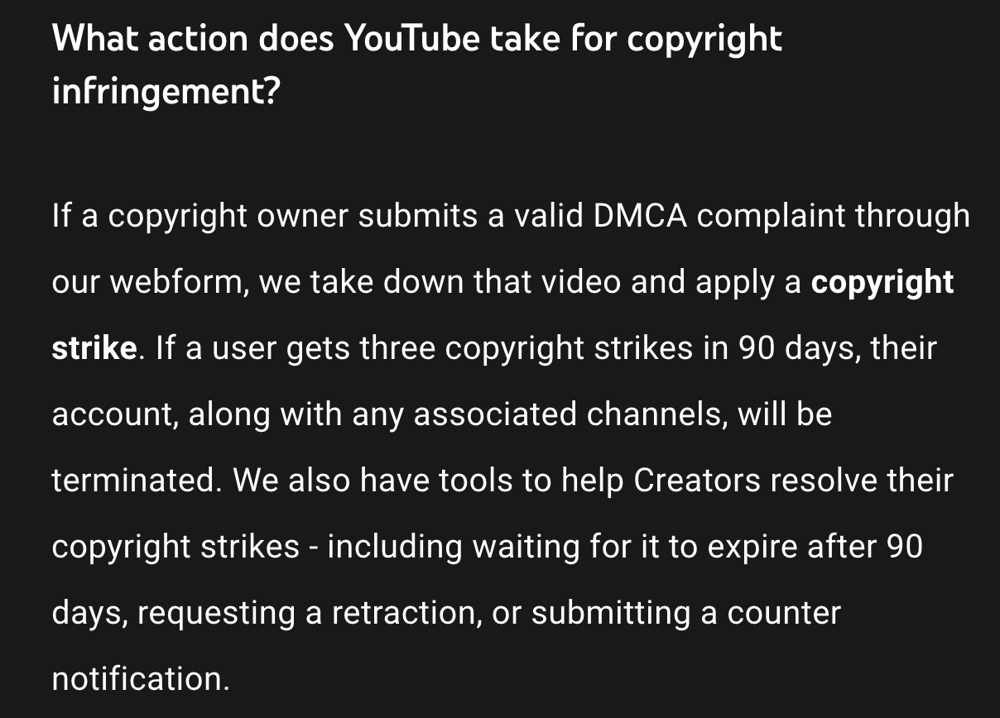 What action does YouTube take for copyright
infringement?
If a copyright owner submits a valid DMCA complaint through
our webform, we take down that video and apply a copyright
strike. If a user gets three copyright strikes in 90 days, their
account, along with any associated channels, will be
terminated. We also have tools to help Creators resolve their
copyright strikes - including waiting for it to expire after 90
days, requesting a retraction, or submitting a counter
notification.